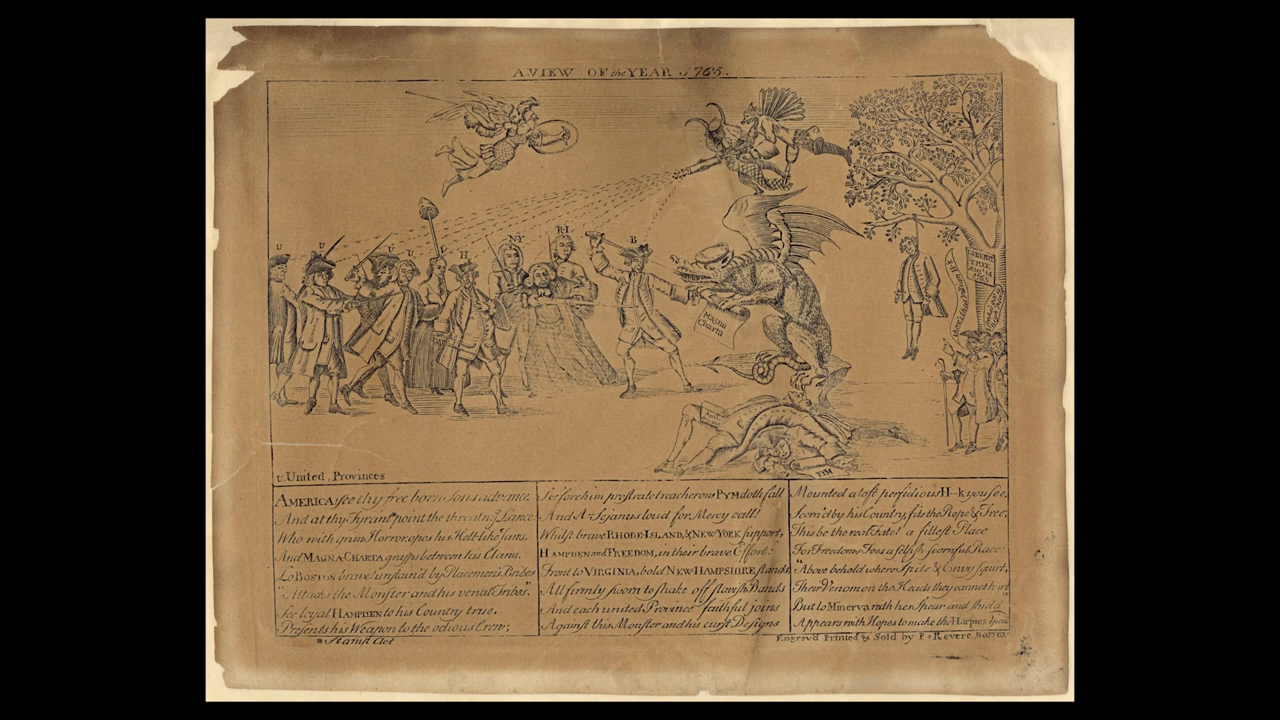 A VIEW OF the YEAR 1765.
U
U
U
U
U
H
N Y
R-I
B
Magna
Charta
LIBERTY
TREE
Aug: 14
1765
PYM
u. United Provinces
AMERICA! see thy free born sons advance,
And at thy Tyrant* point the threat'ng Lance!
Who with grim Horror opes his Hell-like Jaws,
And MAGNA CHARTA grasps between his Claws.
Lo BOSTON brave! unstain'd by Placemen's Bribes
"Attacks the Monster and his venal Tribes."
See loyal HAMPDEN to his Country true,
Presents his Weapon to the odious Crew;
* Stamp Act
See fore him prostrate treacherous PYM doth fall
And A-r Sejanus loud for Mercy call!
Whilst brave RHODE-ISLAND, & NEW YORK support,
HAMPDEN and FREEDOM, in their brave Effort:
Front to VIRGINIA, bold NEW-HAMPSHIRE stands,
All firmly sworn to shake off slavish Bands
And each united Province faithful joins
Against this Monster and his curst Designs
Mounted aloft perfidious H--k you see,
Scorn'd by his Country, fits the Rope & Tree,
This be the real Fate! a fittest Place
For Freedoms Foes a selfish scornful Race!
"Above behold where Spite & Envy squirt,
Their Venom on the Heads they cannot hurt
But lo Minerva with her Spear and shield
Appears with Hopes to make the Harpies
Engrav'd Printed & Sold by P. Revere BOSTON